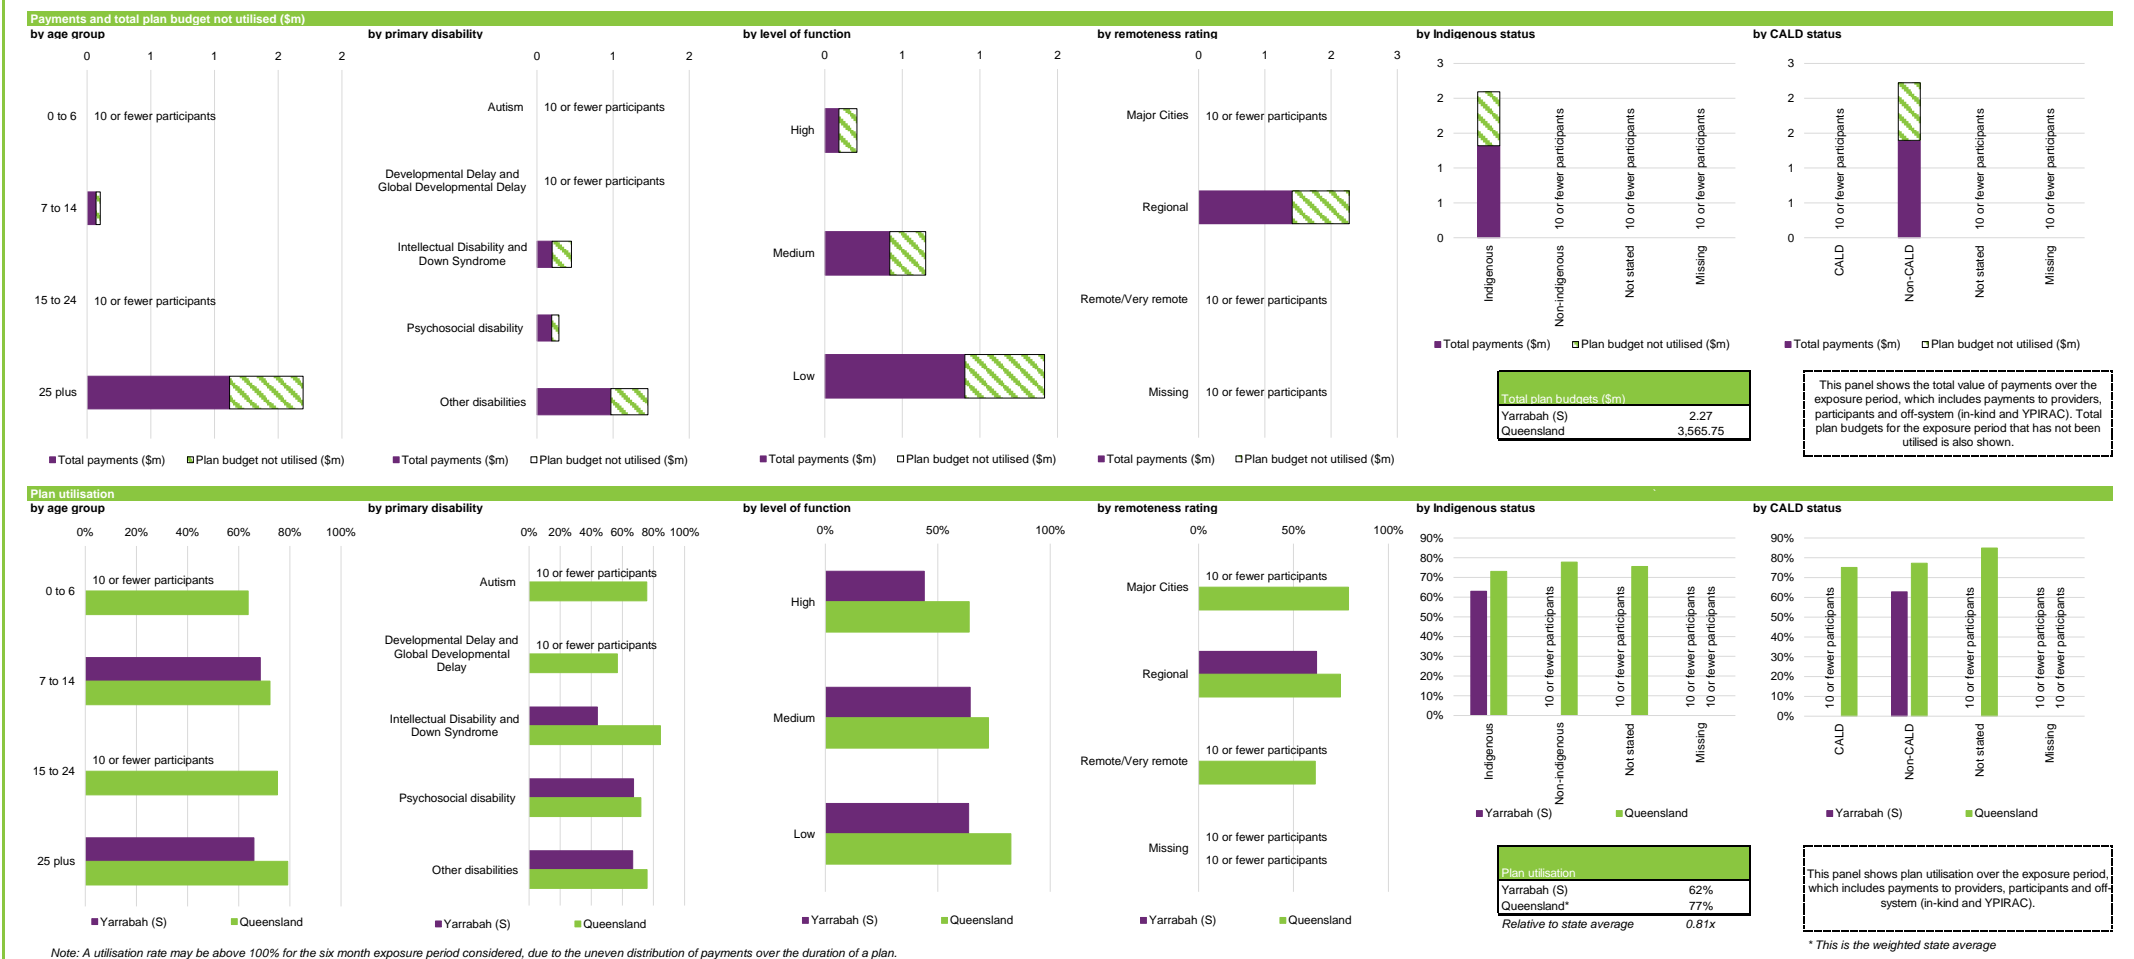 Payments and total plan budget not utilised ($m)
by age group
0 1 1 2 2
0 to 6
10 or fewer participants
7 to 14
15 to 24
10 or fewer participants
25 plus
Total payments ($m) Plan budget not utilised ($m)
by primary disability
0 1 1 2 2
Autism
10 or fewer participants
Developmental Delay and
Global Developmental Delay
10 or fewer participants
Intellectual Disability and
Down Syndrome
Psychosocial disability
Other disabilities
Total payments ($m) Plan budget not utilised ($m)
by level of function
0 1 1 2
High
Medium
Low
Total payments ($m) Plan budget not utilised ($m)
by remoteness rating
0 1 2 3
Major Cities
10 or fewer participants
Regional
Remote/Very remote
10 or fewer participants
Missing
10 or fewer participants
Total payments ($m) Plan budget not utilised ($m)
by Indigenous status
3
2
2
1
1
0
10 or fewer participants
10 or fewer participants
10 or fewer participants
Indigenous
Non-indigenous
Not stated
Missing
Total payments ($m) Plan budget not utilised ($m)
by CALD status
3
2
2
1
1
0
10 or fewer participants
10 or fewer participants
10 or fewer participants
CALD
Non-CALD
Not stated
Missing
Total payments ($m) Plan budget not utilised ($m)
Total plan budgets ($m)
Yarrabah (S) 2.27
Queensland 3,565.75
This panel shows the total value of payments over the
exposure period, which includes payments to providers,
participants and off-system (in-kind and YPIRAC). Total
plan budgets for the exposure period that has not been
utilised is also shown.
Plan utilisation
by age group
0% 20% 40% 60% 80% 100%
0 to 6
10 or fewer participants
7 to 14
15 to 24
10 or fewer participants
25 plus
Yarrabah (S) Queensland
by primary disability
0% 20% 40% 60% 80% 100%
Autism
10 or fewer participants
Developmental Delay and
Global Developmental
Delay
10 or fewer participants
Intellectual Disability and
Down Syndrome
Psychosocial disability
Other disabilities
Yarrabah (S) Queensland
by level of function
0% 50% 100%
High
Medium
Low
Yarrabah (S) Queensland
by remoteness rating
0% 50% 100%
Major Cities
10 or fewer participants
Regional
Remote/Very remote
10 or fewer participants
Missing
10 or fewer participants
10 or fewer participants
Yarrabah (S) Queensland
by Indigenous status
90%
80%
70%
60%
50%
40%
30%
20%
10%
0%
10 or fewer participants
10 or fewer participants
10 or fewer participants
10 or fewer participants
Indigenous
Non-indigenous
Not stated
Missing
Yarrabah (S) Queensland
by CALD status
90%
80%
70%
60%
50%
40%
30%
20%
10%
0%
10 or fewer participants
10 or fewer participants
10 or fewer participants
10 or fewer participants
CALD
Non-CALD
Not stated
Missing
Yarrabah (S) Queensland
Plan utilisation
Yarrabah (S) 62%
Queensland* 77%
Relative to state average 0.81x
This panel shows plan utilisation over the exposure period,
which includes payments to providers, participants and off-
system (in-kind and YPIRAC).
* This is the weighted state average
Note: A utilisation rate may be above 100% for the six month exposure period considered, due to the uneven distribution of payments over the duration of a plan.